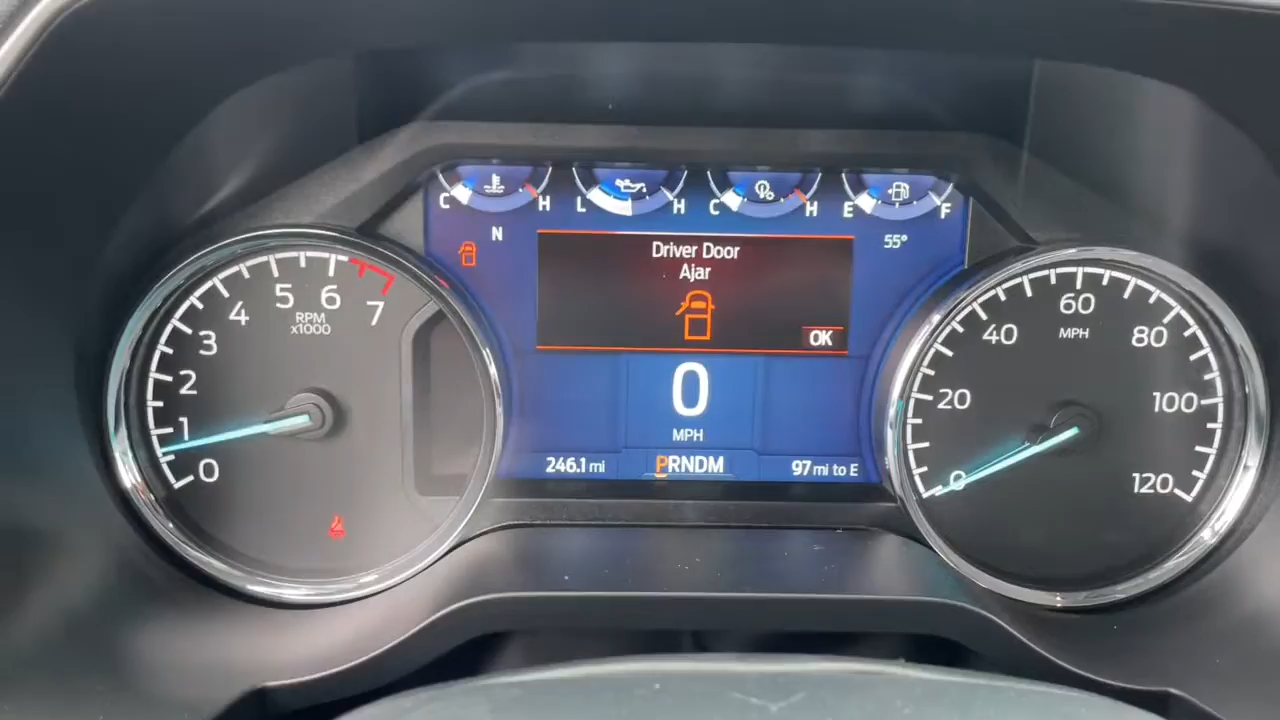 C H L H C H E F
N
55°
Driver Door
Ajar
OK
0
MPH
246.1 mi
PRNDM
97 mi to E
0
1
2
3
4
5
6
7
RPM
x1000
0
20
40
60
80
100
120
MPH